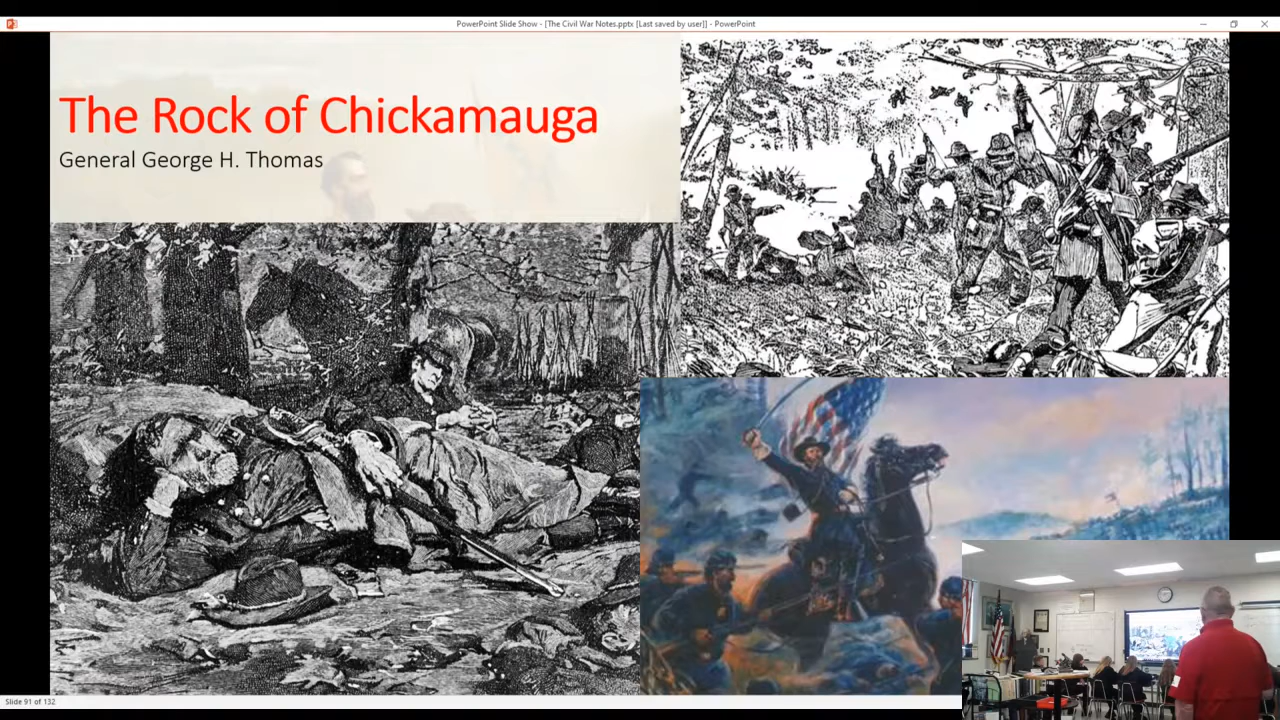 PowerPoint Slide Show - [The Civil War Notes.pptx [Last saved by user]] - PowerPoint
The Rock of Chickamauga
General George H. Thomas
Slide 91 of 132